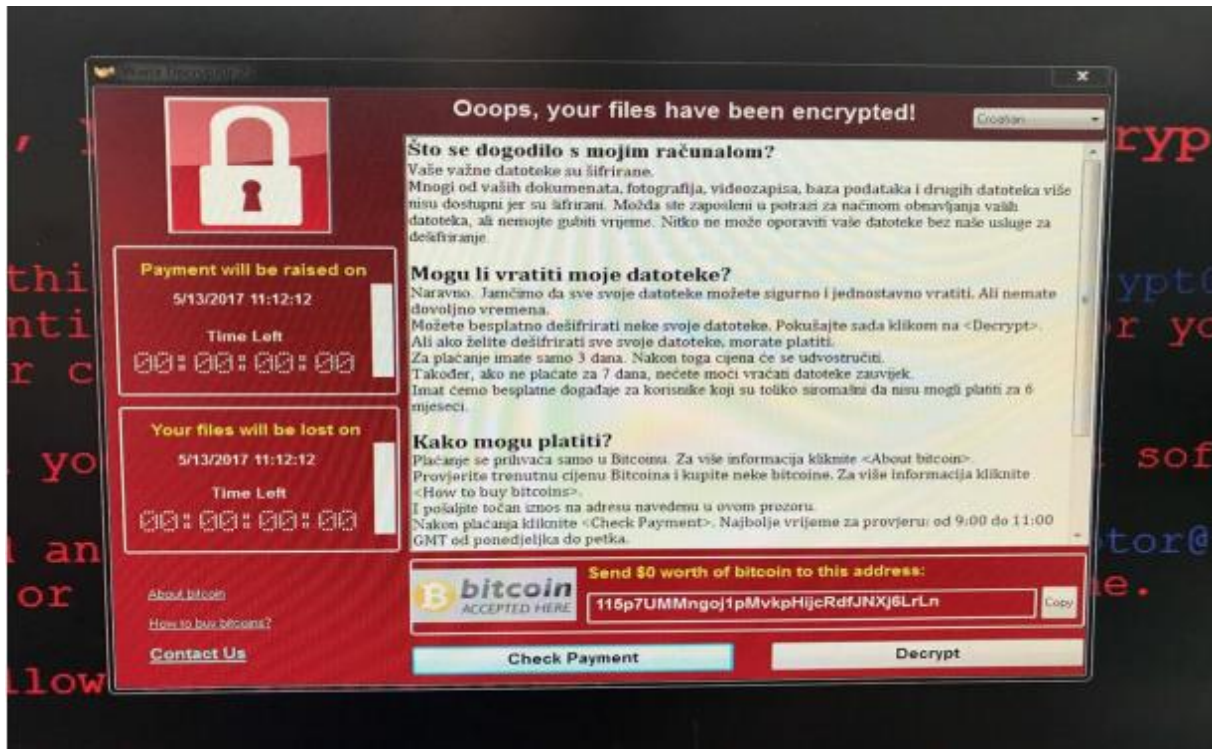 Ooops, your files have been encrypted!
Croatian
Što se dogodilo s mojim računalom?
Vaše važne datoteke su šifrirane.
Mnogi od vaših dokumenata, fotografija, videozapisa, baza podataka i drugih datoteka više
nisu dostupni jer su šifrirani. Možda ste zaposleni u potrazi za načinom obnavljanja vaših
datoteka, ali nemojte gubiti vrijeme. Nitko ne može oporaviti vaše datoteke bez naše usluge za
dešifriranje.
Mogu li vratiti moje datoteke?
Naravno. Jamčimo da sve svoje datoteke možete sigurno i jednostavno vratiti. Ali nemate
dovoljno vremena.
Možete besplatno dešifrirati neke svoje datoteke. Pokušajte sada klikom na <Decrypt>.
Ali ako želite dešifrirati sve svoje datoteke, morate platiti.
Za plaćanje imate samo 3 dana. Nakon toga cijena će se udvostručiti.
Također, ako ne plaćate za 7 dana, nećete moći vraćati datoteke zauvijek.
Imat ćemo besplatne događaje za korisnike koji su toliko siromašni da nisu mogli platiti za 6
mjeseci.
Kako mogu platiti?
Plaćanje se prihvaća samo u Bitcoinu. Za više informacija kliknite <About bitcoin>.
Provjerite trenutnu cijenu Bitcoina i kupite neke bitcoine. Za više informacija kliknite
<How to buy bitcoins>.
I pošaljite točan iznos na adresu navedenu u ovom prozoru.
Nakon plaćanja kliknite <Check Payment>. Najbolje vrijeme za provjeru: od 9:00 do 11:00
GMT od ponedjeljka do petka.
Payment will be raised on
5/13/2017 11:12:12
Time Left
00:00:00:00
Your files will be lost on
5/13/2017 11:12:12
Time Left
00:00:00:00
About bitcoin
How to buy bitcoins?
Contact Us
bitcoin
ACCEPTED HERE
Send $0 worth of bitcoin to this address:
115p7UMMngoj1pMvkpHijcRdfJNXj6LrLn
Copy
Check Payment
Decrypt